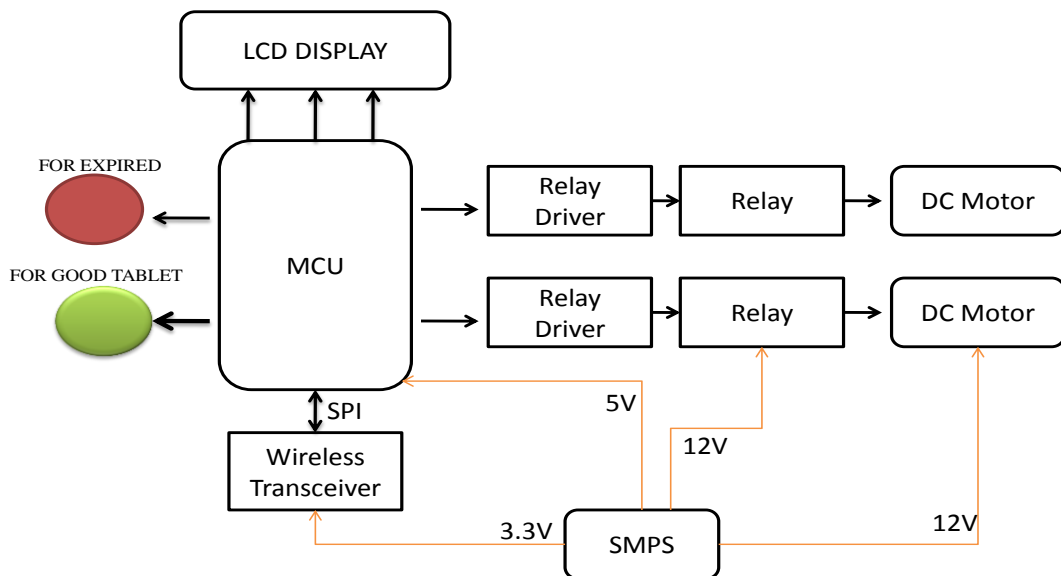 LCD DISPLAY
FOR EXPIRED
Relay
Driver
Relay
DC Motor
MCU
FOR GOOD TABLET
Relay
Driver
Relay
DC Motor
SPI
5V
12V
Wireless
Transceiver
3.3V
SMPS
12V